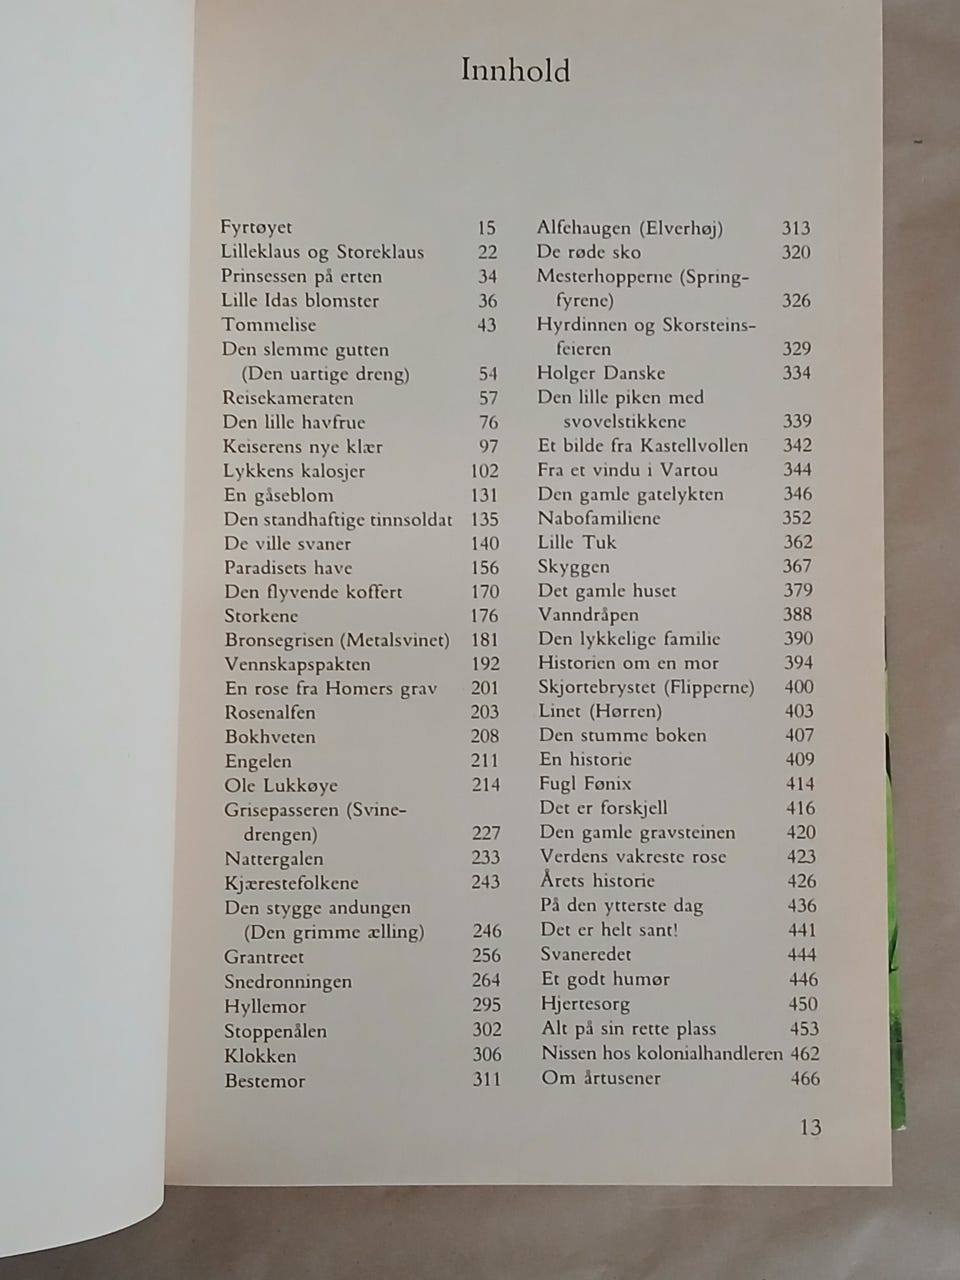 Innhold
Fyrtøyet 15
Lilleklaus og Storeklaus 22
Prinsessen på erten 34
Lille Idas blomster 36
Tommelise 43
Den slemme gutten
(Den uartige dreng) 54
Reisekameraten 57
Den lille havfrue 76
Keiserens nye klær 97
Lykkens kalosjer 102
En gåseblom 131
Den standhaftige tinnsoldat 135
De ville svaner 140
Paradisets have 156
Den flyvende koffert 170
Storkene 176
Bronsegrisen (Metalsvinet) 181
Vennskapspakten 192
En rose fra Homers grav 201
Rosenalfen 203
Bokhveten 208
Engelen 211
Ole Lukkøye 214
Grisepasseren (Svine-
drengen) 227
Nattergalen 233
Kjærestefolkene 243
Den stygge andungen
(Den grimme ælling) 246
Grantreet 256
Snedronningen 264
Hyllemor 295
Stoppenålen 302
Klokken 306
Bestemor 311
Alfehaugen (Elverhøj) 313
De røde sko 320
Mesterhopperne (Spring-
fyrene) 326
Hyrdinnen og Skorsteins-
feieren 329
Holger Danske 334
Den lille piken med
svovelstikkene 339
Et bilde fra Kastellvollen 342
Fra et vindu i Vartou 344
Den gamle gatelykten 346
Nabofamiliene 352
Lille Tuk 362
Skyggen 367
Det gamle huset 379
Vanndråpen 388
Den lykkelige familie 390
Historien om en mor 394
Skjortebrystet (Flipperne) 400
Linet (Hørren) 403
Den stumme boken 407
En historie 409
Fugl Fønix 414
Det er forskjell 416
Den gamle gravsteinen 420
Verdens vakreste rose 423
Årets historie 426
På den ytterste dag 436
Det er helt sant! 441
Svaneredet 444
Et godt humør 446
Hjertesorg 450
Alt på sin rette plass 453
Nissen hos kolonialhandleren 462
Om årtusener 466
13